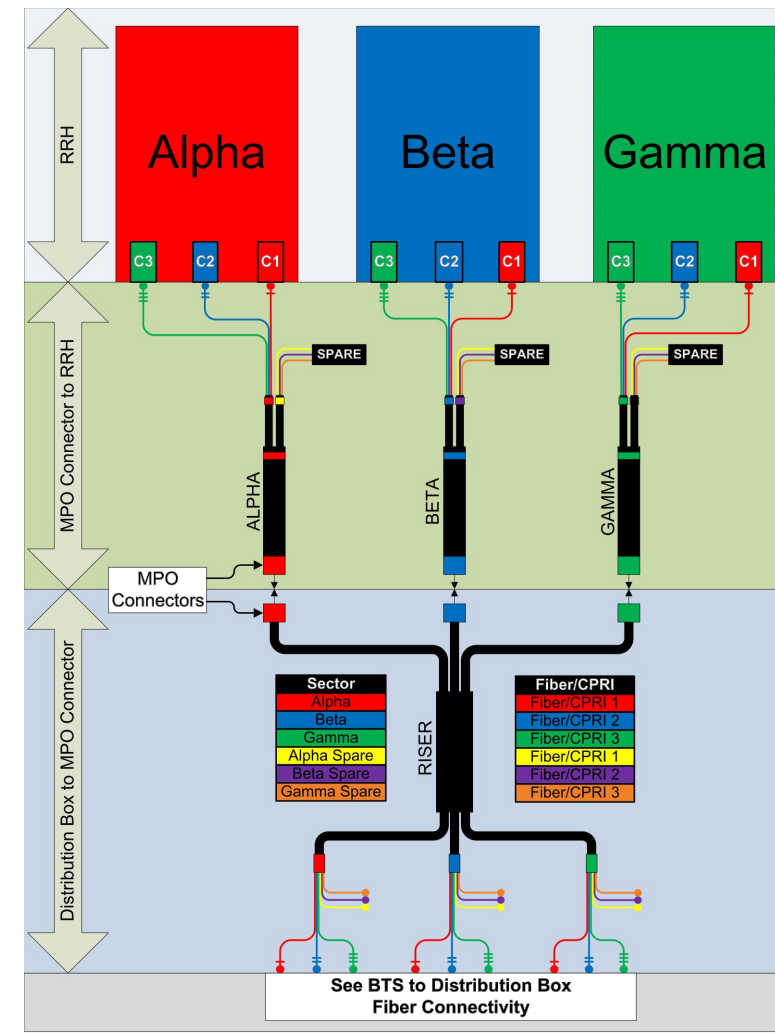 RRH
Alpha
Beta
Gamma
C3
C2
C1
C3
C2
C1
C3
C2
C1
MPO Connector to RRH
SPARE
SPARE
SPARE
ALPHA
BETA
GAMMA
MPO
Connectors
Distribution Box to MPO Connector
Sector
Alpha
Beta
Gamma
Alpha Spare
Beta Spare
Gamma Spare
RISER
Fiber/CPRI
Fiber/CPRI 1
Fiber/CPRI 2
Fiber/CPRI 3
Fiber/CPRI 1
Fiber/CPRI 2
Fiber/CPRI 3
See BTS to Distribution Box
Fiber Connectivity